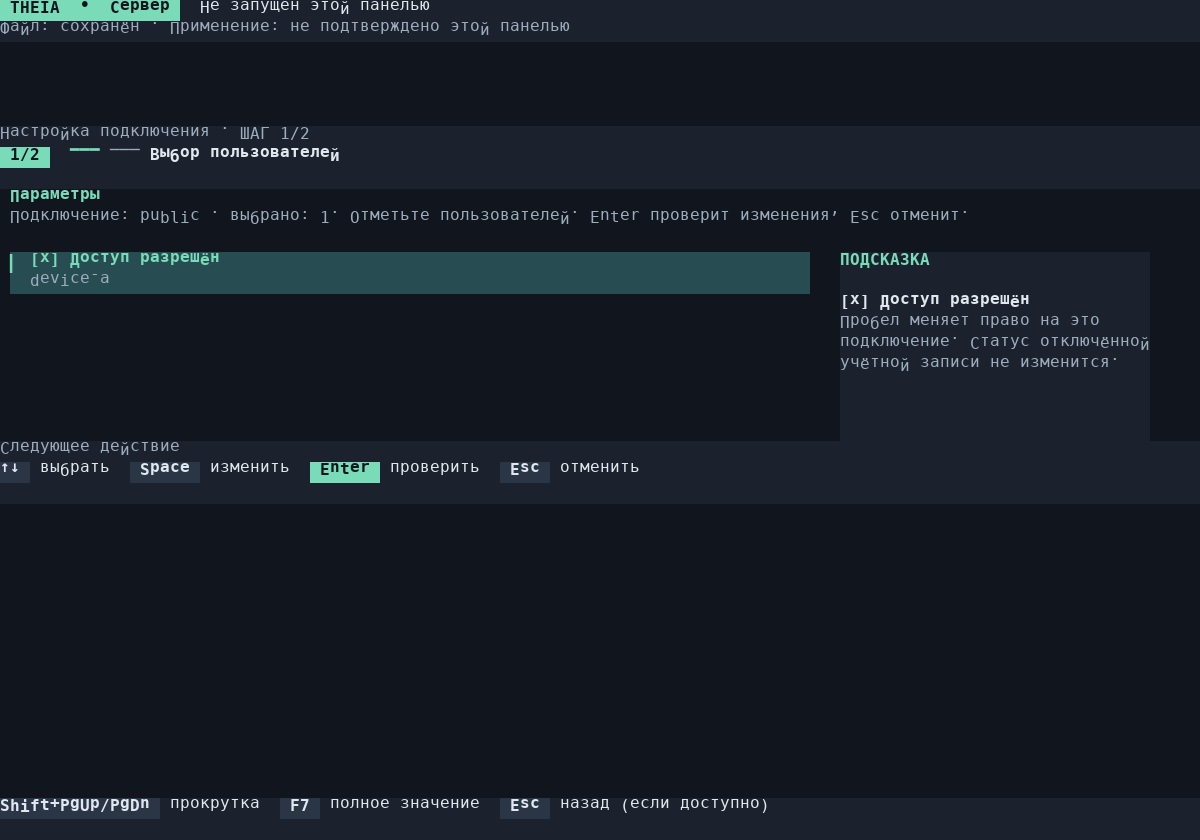 THEIA • Сервер Не запущен этой панелью
Файл: сохранён · Применение: не подтверждено этой панелью
Настройка подключения · ШАГ 1/2
1/2 ━━━ ─── Выбор пользователей
Параметры
Подключение: public · выбрано: 1. Отметьте пользователей. Enter проверит изменения, Esc отменит.
[x] Доступ разрешён
device-a
ПОДСКАЗКА
[x] Доступ разрешён
Пробел меняет право на это
подключение. Статус отключённой
учётной записи не изменится.
Следующее действие
↑↓ выбрать Space изменить Enter проверить Esc отменить
Shift+PgUp/PgDn прокрутка F7 полное значение Esc назад (если доступно)